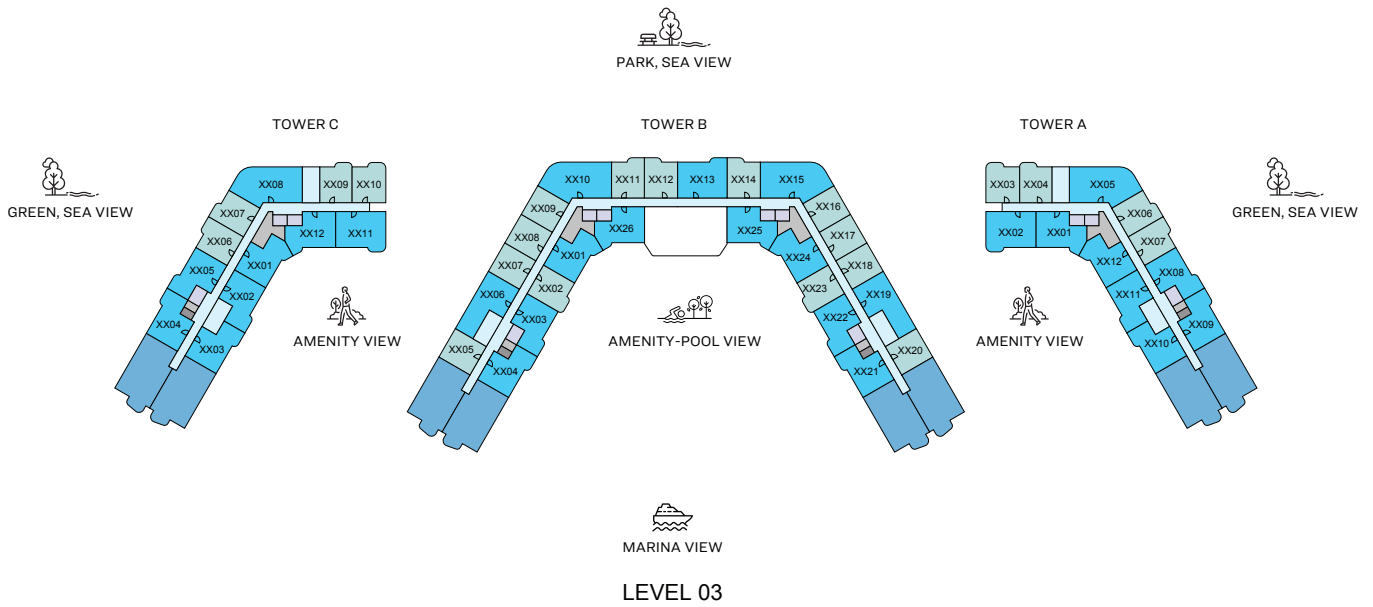 PARK, SEA VIEW
TOWER C
TOWER B
TOWER A
GREEN, SEA VIEW
GREEN, SEA VIEW
XX08
XX09
XX10
XX07
XX06
XX05
XX04
XX01
XX02
XX03
XX12
XX11
XX10
XX11
XX12
XX13
XX14
XX15
XX09
XX08
XX07
XX06
XX05
XX26
XX01
XX02
XX03
XX04
XX25
XX24
XX23
XX22
XX21
XX16
XX17
XX18
XX19
XX20
XX03
XX04
XX05
XX02
XX01
XX06
XX07
XX08
XX09
XX12
XX11
XX10
AMENITY VIEW
AMENITY-POOL VIEW
AMENITY VIEW
MARINA VIEW
LEVEL 03